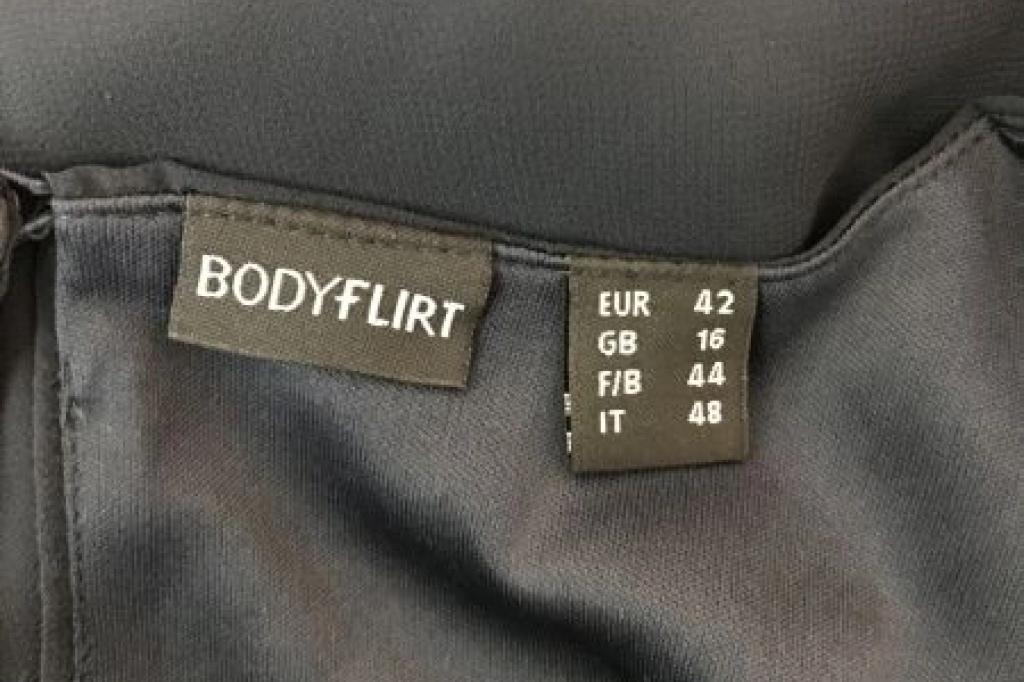 BODYFLIRT
EUR 42
GB 16
F/B 44
IT 48